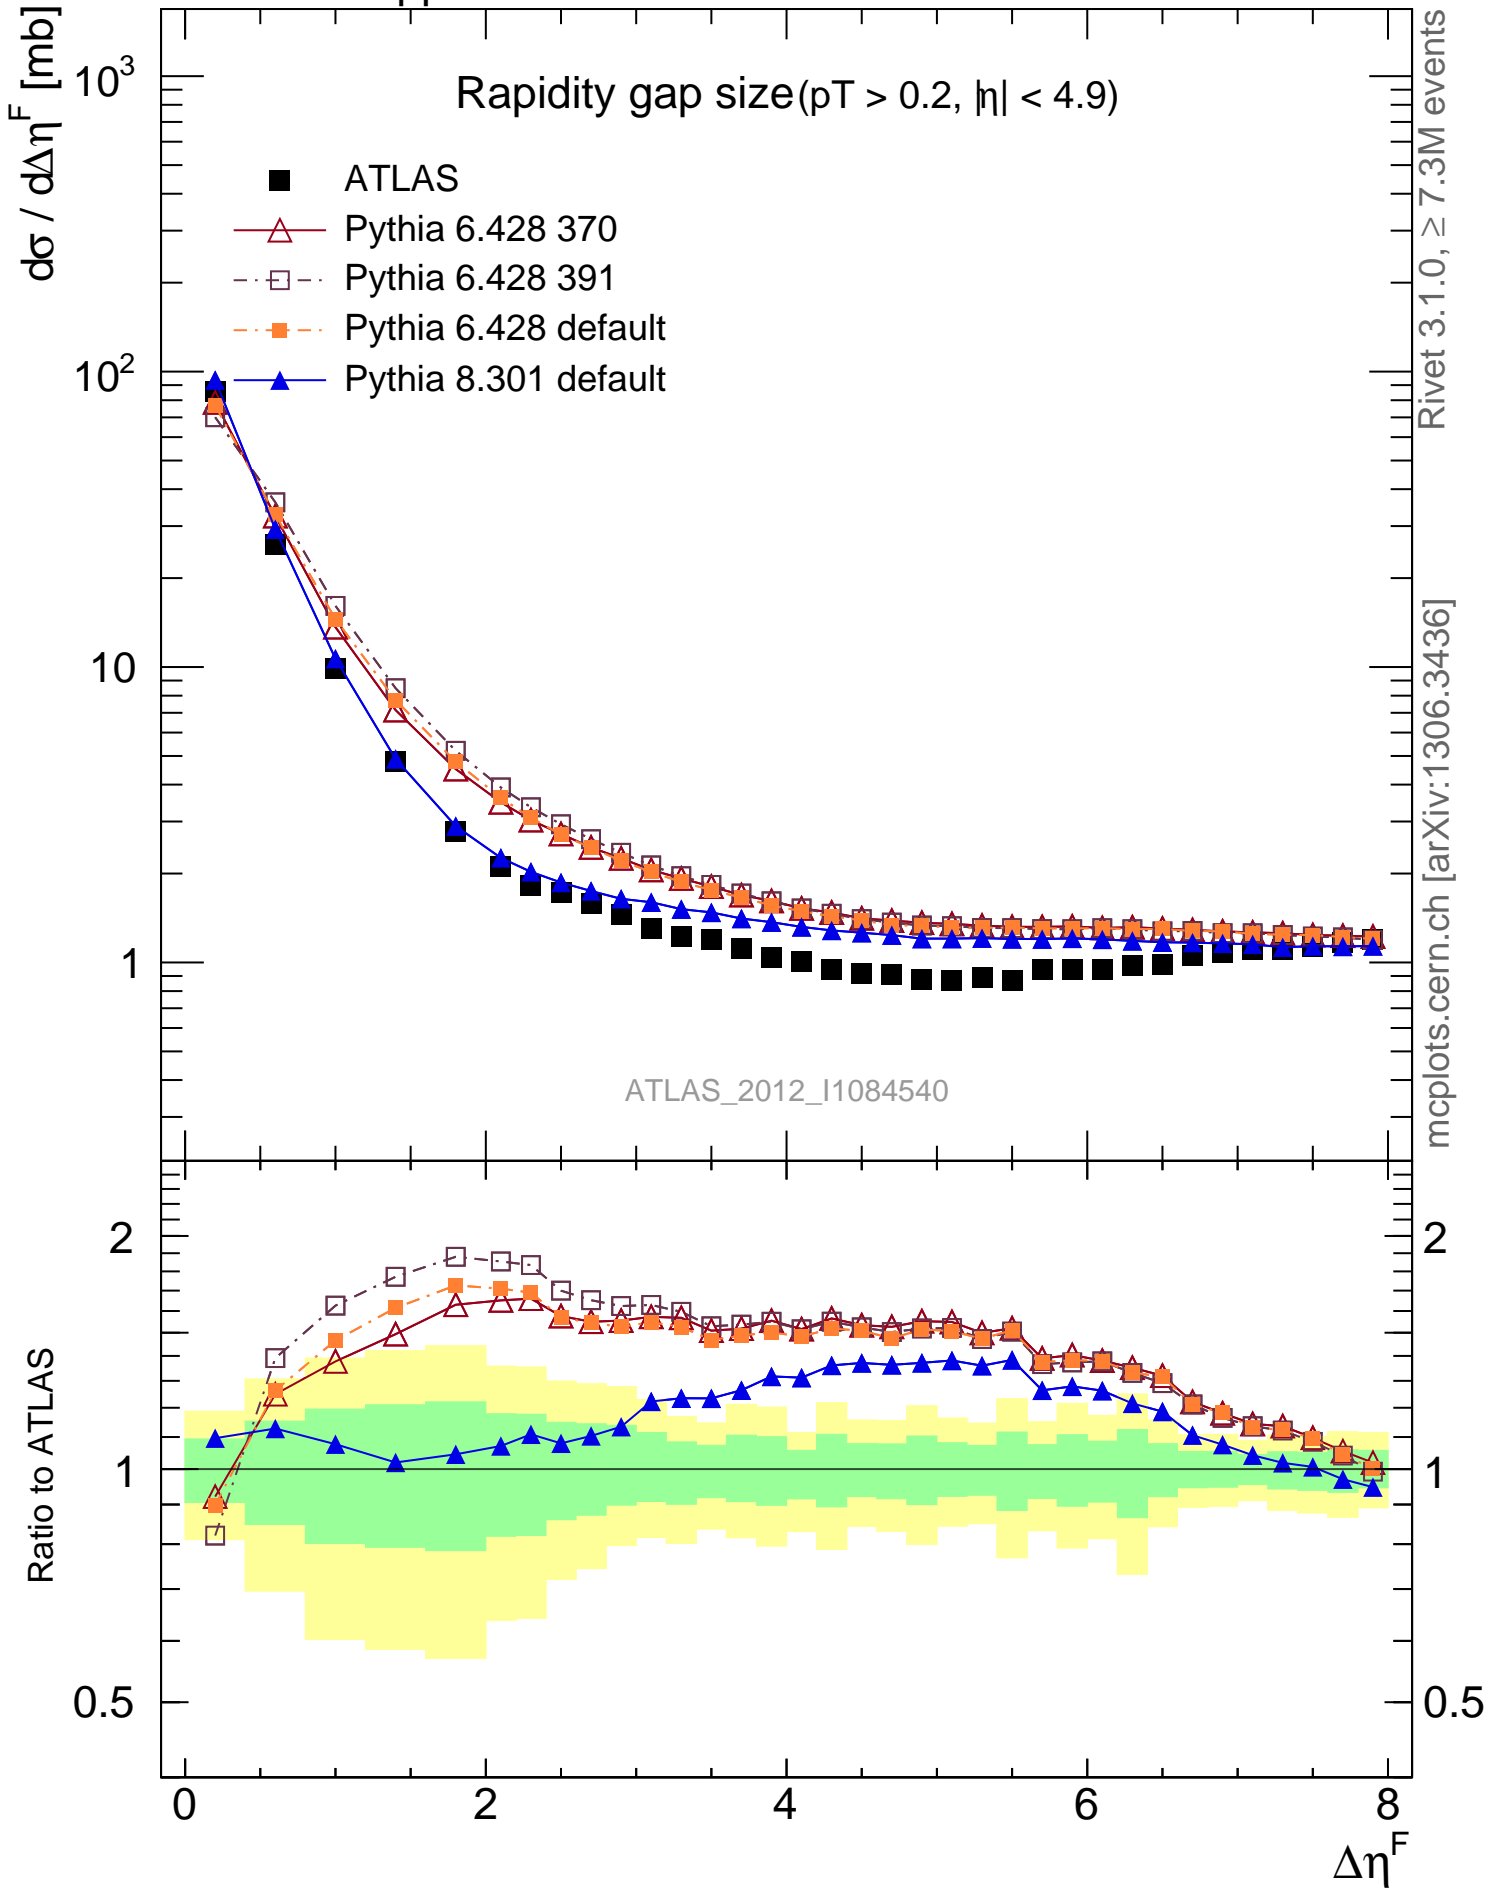 pp
dσ / dΔη^F [mb]
Rapidity gap size (pT > 0.2, |η| < 4.9)
ATLAS
Pythia 6.428 370
Pythia 6.428 391
Pythia 6.428 default
Pythia 8.301 default
10^3
10^2
10
1
ATLAS_2012_I1084540
Rivet 3.1.0, ≥ 7.3M events
mcplots.cern.ch [arXiv:1306.3436]
Ratio to ATLAS
2
1
0.5
2
1
0.5
0 2 4 6 8
Δη^F